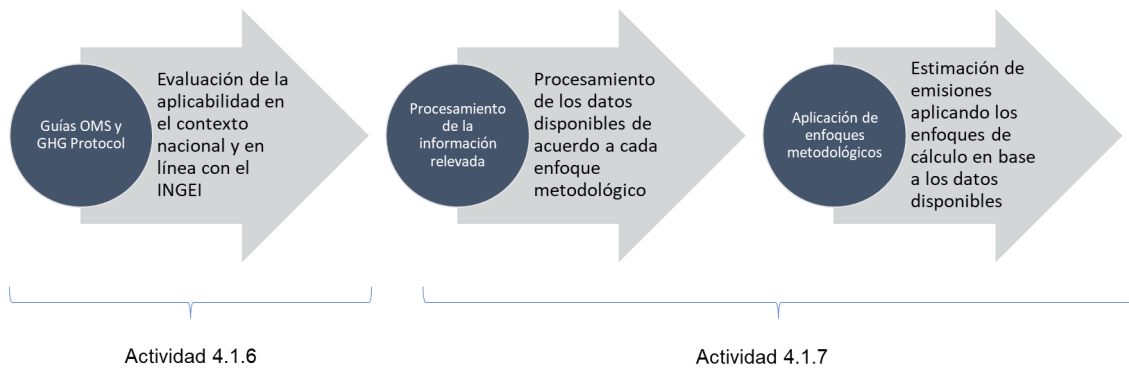 Guías OMS y
GHG Protocol
Evaluación de la
aplicabilidad en
el contexto
nacional y en
línea con el
INGEI
Procesamiento
de la
información
relevada
Procesamiento
de los datos
disponibles de
acuerdo a cada
enfoque
metodológico
Aplicación de
enfoques
metodológicos
Estimación de
emisiones
aplicando los
enfoques de
cálculo en base
a los datos
disponibles
Actividad 4.1.6
Actividad 4.1.7